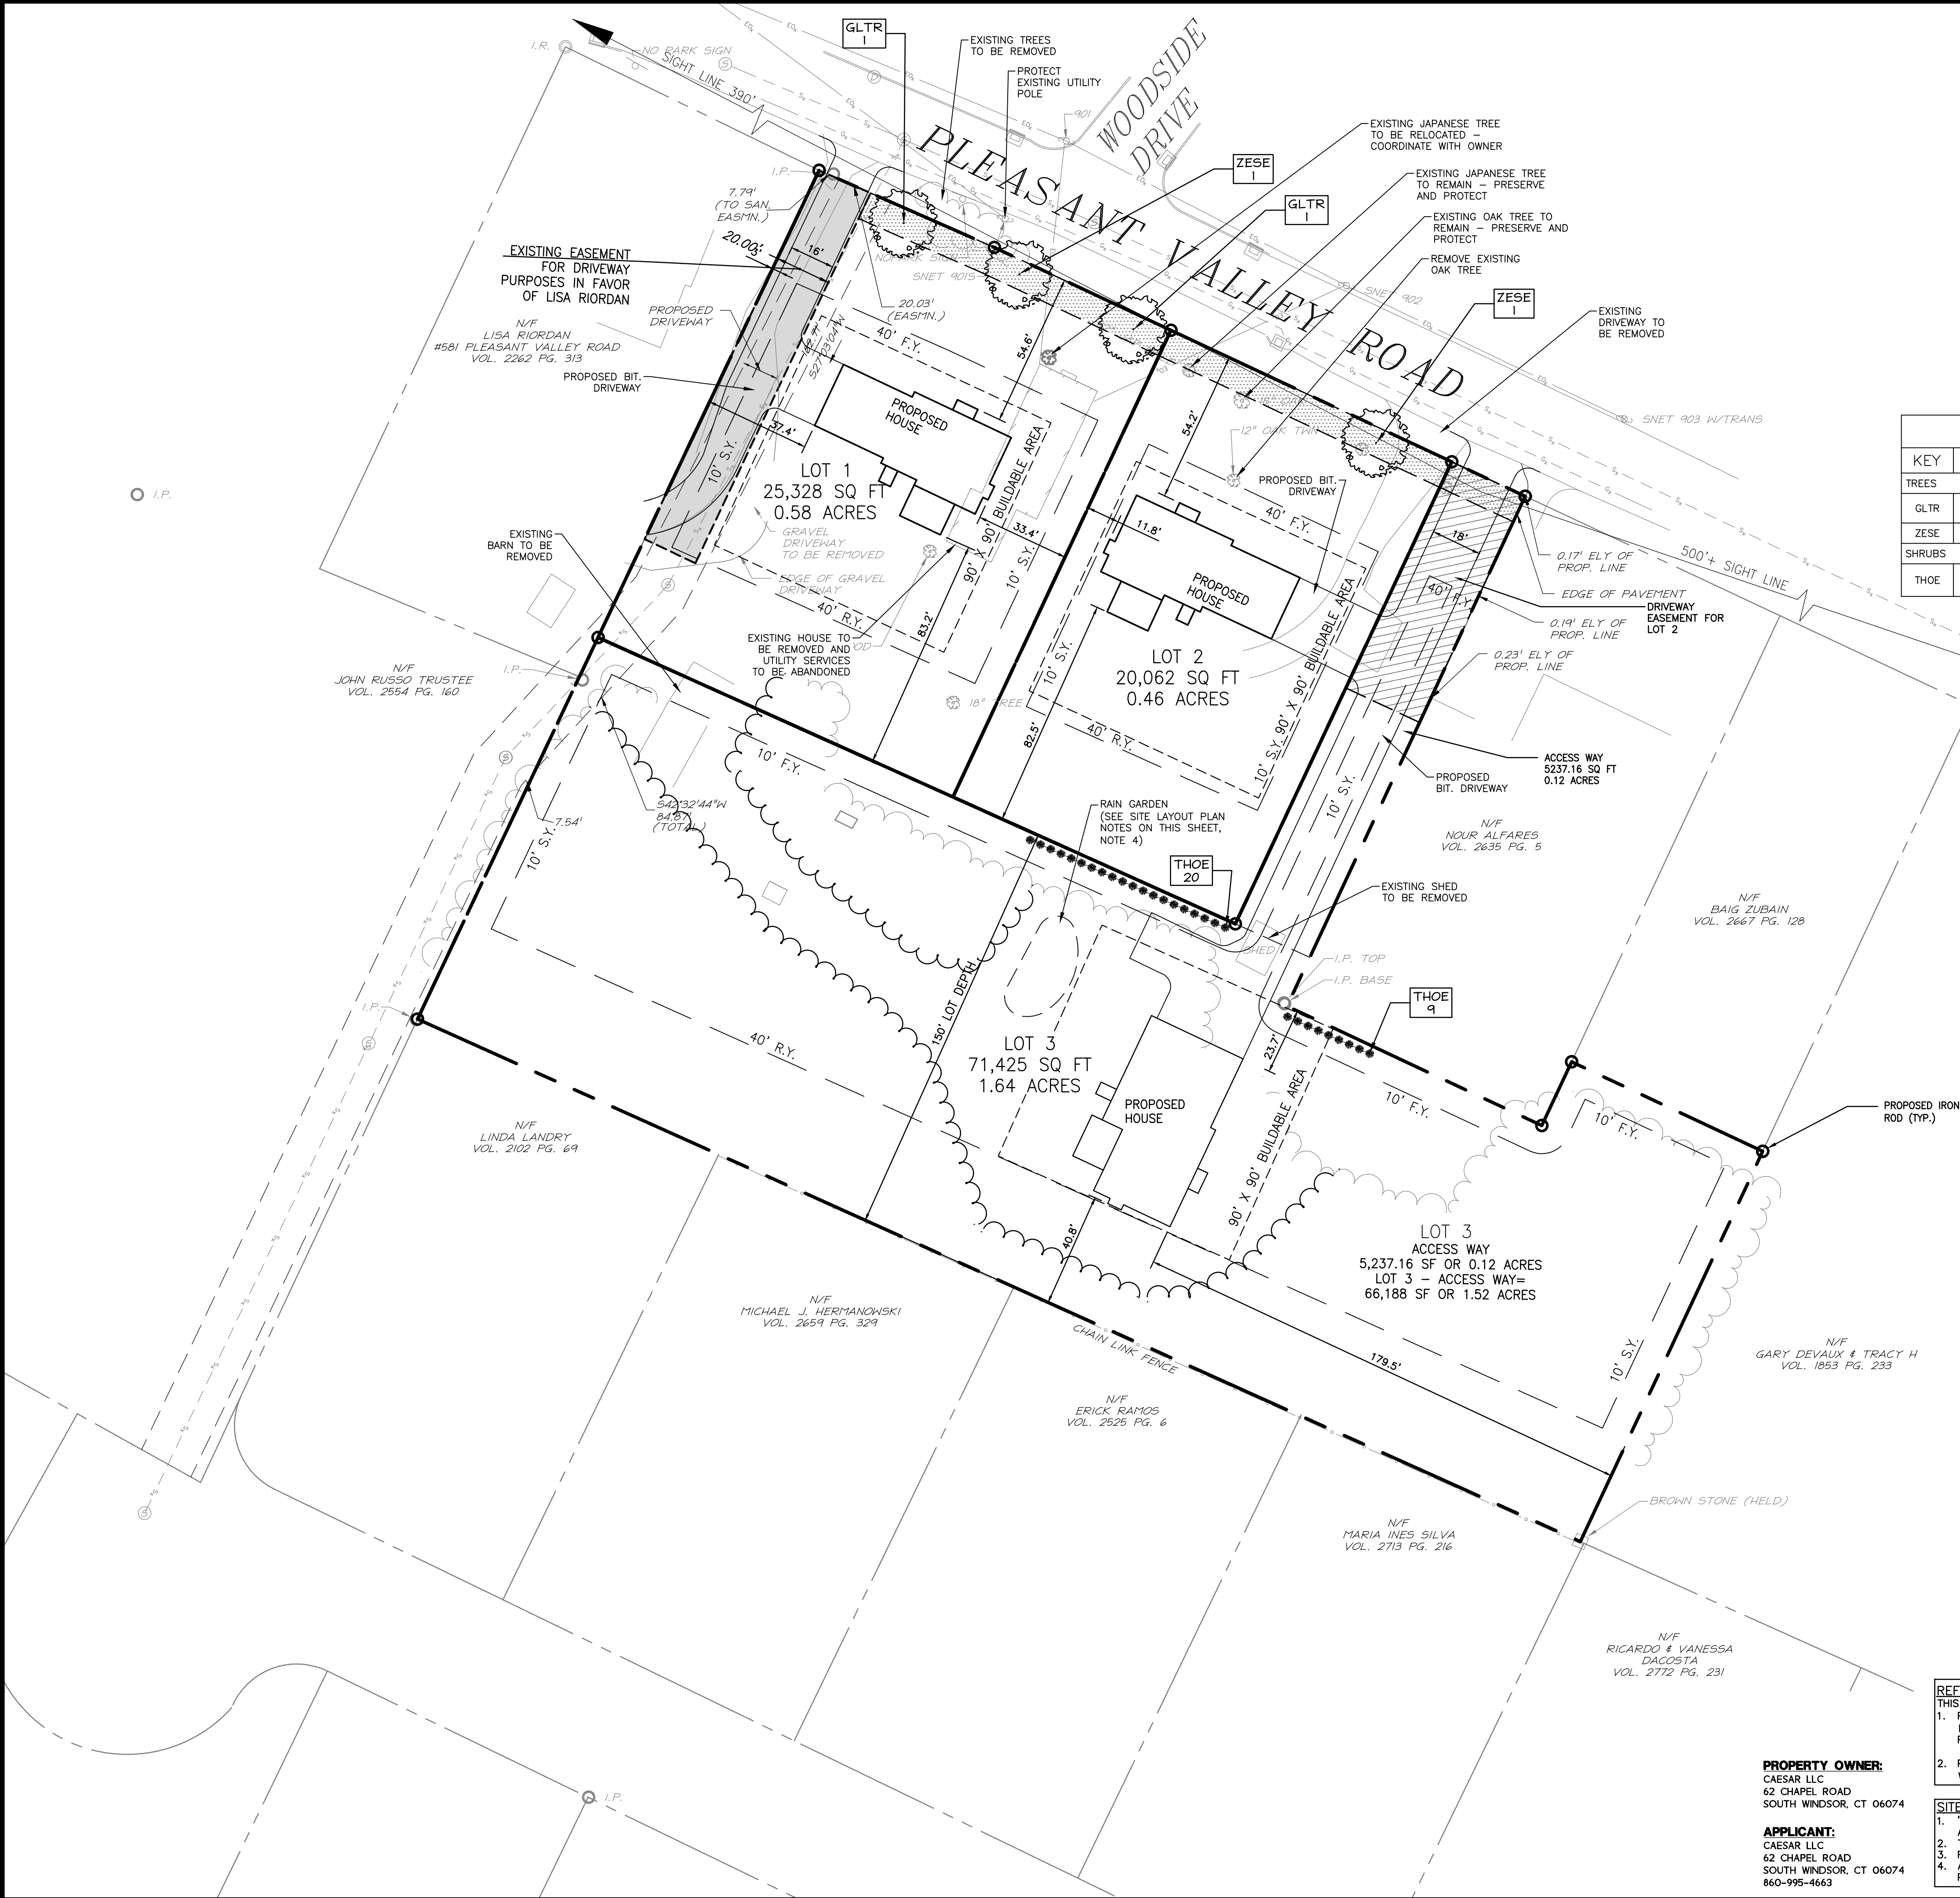 I.R.
NO PARK SIGN
SIGHT LINE 390'
GLTR
1
EXISTING TREES
TO BE REMOVED
PROTECT
EXISTING UTILITY
POLE
901
WOODSIDE
DRIVE
PLEASANT VALLEY ROAD
ZESE
1
GLTR
1
EXISTING JAPANESE TREE
TO BE RELOCATED –
COORDINATE WITH OWNER
EXISTING JAPANESE TREE
TO REMAIN – PRESERVE
AND PROTECT
EXISTING OAK TREE TO
REMAIN – PRESERVE AND
PROTECT
REMOVE EXISTING
OAK TREE
SNET 902
ZESE
1
EXISTING
DRIVEWAY TO
BE REMOVED
SNET 903 W/TRANS
I.P.
7.79'
(TO SAN.
EASMN.)
20.00'
16'
EXISTING EASEMENT
FOR DRIVEWAY
PURPOSES IN FAVOR
OF LISA RIORDAN
PROPOSED
DRIVEWAY
N/F
LISA RIORDAN
#581 PLEASANT VALLEY ROAD
VOL. 2262 PG. 313
PROPOSED BIT.
DRIVEWAY
NO PARK SIGN
SNET 9015
20.03'
(EASMN.)
S27°03'04"W
40' F.Y.
54.6'
37.4'
10' S.Y.
PROPOSED
HOUSE
LOT 1
25,328 SQ FT
0.58 ACRES
90' X 90' BUILDABLE AREA
33.4'
10' S.Y.
GRAVEL
DRIVEWAY
TO BE REMOVED
EDGE OF GRAVEL
DRIVEWAY
40' R.Y.
83.2'
I.P.
EXISTING
BARN TO BE
REMOVED
EXISTING HOUSE TO
BE REMOVED AND
UTILITY SERVICES
TO BE ABANDONED
18" TREE
54.2'
18" OAK
12" OAK TWN
PROPOSED BIT.
DRIVEWAY
40' F.Y.
11.8'
PROPOSED
HOUSE
LOT 2
20,062 SQ FT
0.46 ACRES
10' S.Y.
90' X 90' BUILDABLE AREA
10' S.Y.
40' R.Y.
82.5'
18'
40' F.Y.
0.17' ELY OF
PROP. LINE
EDGE OF PAVEMENT
DRIVEWAY
EASEMENT FOR
LOT 2
0.19' ELY OF
PROP. LINE
0.23' ELY OF
PROP. LINE
500'+ SIGHT LINE
KEY
TREES
GLTR
ZESE
SHRUBS
THOE
ACCESS WAY
5237.16 SQ FT
0.12 ACRES
PROPOSED
BIT. DRIVEWAY
10' S.Y.
N/F
NOUR ALFARES
VOL. 2635 PG. 5
N/F
BAIG ZUBAIN
VOL. 2667 PG. 128
N/F
JOHN RUSSO TRUSTEE
VOL. 2554 PG. 160
I.P.
10' F.Y.
S42°32'44"W
84.87'
(TOTAL)
7.54'
10' S.Y.
RAIN GARDEN
(SEE SITE LAYOUT PLAN
NOTES ON THIS SHEET,
NOTE 4)
THOE
20
EXISTING SHED
TO BE REMOVED
SHED
I.P. TOP
I.P. BASE
THOE
9
I.P.
40' R.Y.
150' LOT DEPTH
LOT 3
71,425 SQ FT
1.64 ACRES
PROPOSED
HOUSE
23.7'
90' X 90' BUILDABLE AREA
10' F.Y.
10' F.Y.
PROPOSED IRON
ROD (TYP.)
N/F
LINDA LANDRY
VOL. 2102 PG. 69
40.8'
LOT 3
ACCESS WAY
5,237.16 SF OR 0.12 ACRES
LOT 3 – ACCESS WAY=
66,188 SF OR 1.52 ACRES
10' S.Y.
N/F
MICHAEL J. HERMANOWSKI
VOL. 2659 PG. 329
CHAIN LINK FENCE
179.5'
N/F
GARY DEVAUX & TRACY H
VOL. 1853 PG. 233
N/F
ERICK RAMOS
VOL. 2525 PG. 6
BROWN STONE (HELD)
N/F
MARIA INES SILVA
VOL. 2713 PG. 216
N/F
RICARDO & VANESSA
DACOSTA
VOL. 2772 PG. 231
I.P.
PROPERTY OWNER:
CAESAR LLC
62 CHAPEL ROAD
SOUTH WINDSOR, CT 06074
APPLICANT:
CAESAR LLC
62 CHAPEL ROAD
SOUTH WINDSOR, CT 06074
860-995-4663
THIS
1.
2.
SITE
1.
2.
3.
4.